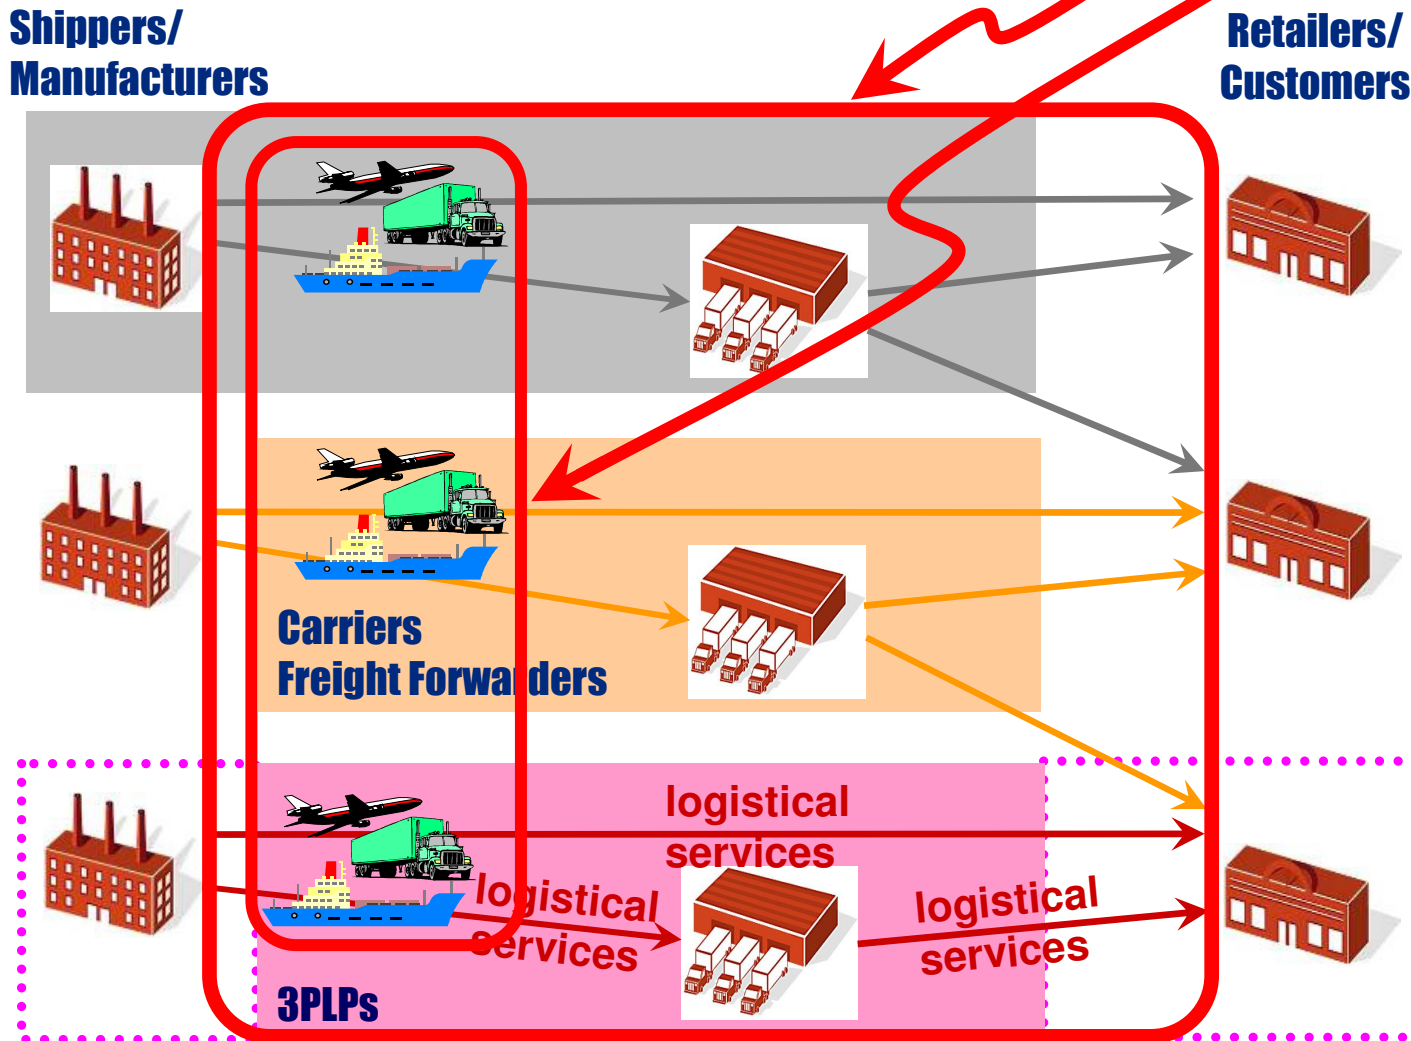 Shippers/
Manufacturers
Retailers/
Customers
Carriers
Freight Forwarders
logistical
services
logistical
services
logistical
services
3PLPs